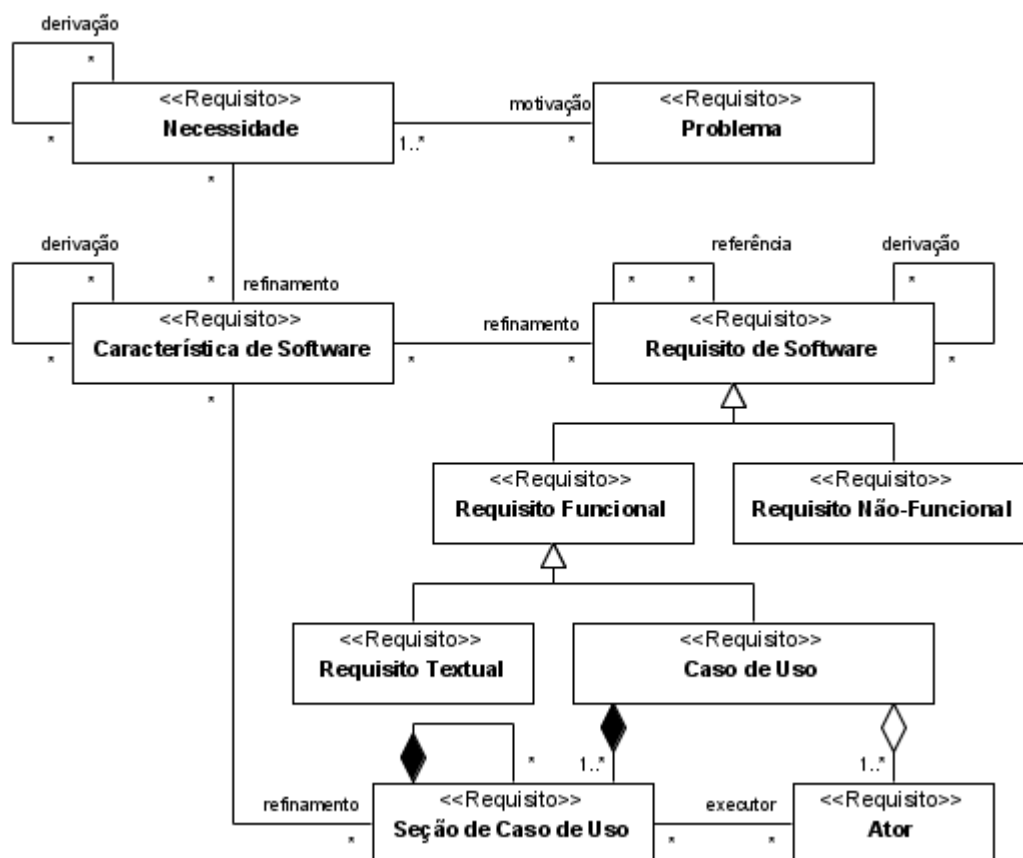 derivação
*
*
<<Requisito>>
Necessidade
motivação
1..*
*
<<Requisito>>
Problema
*
derivação
*
*
*
refinamento
<<Requisito>>
Característica de Software
referência
*
*
derivação
*
*
refinamento
*
*
<<Requisito>>
Requisito de Software
*
<<Requisito>>
Requisito Funcional
<<Requisito>>
Requisito Não-Funcional
<<Requisito>>
Requisito Textual
<<Requisito>>
Caso de Uso
*
1..*
1..*
refinamento
*
<<Requisito>>
Seção de Caso de Uso
executor
*
*
<<Requisito>>
Ator